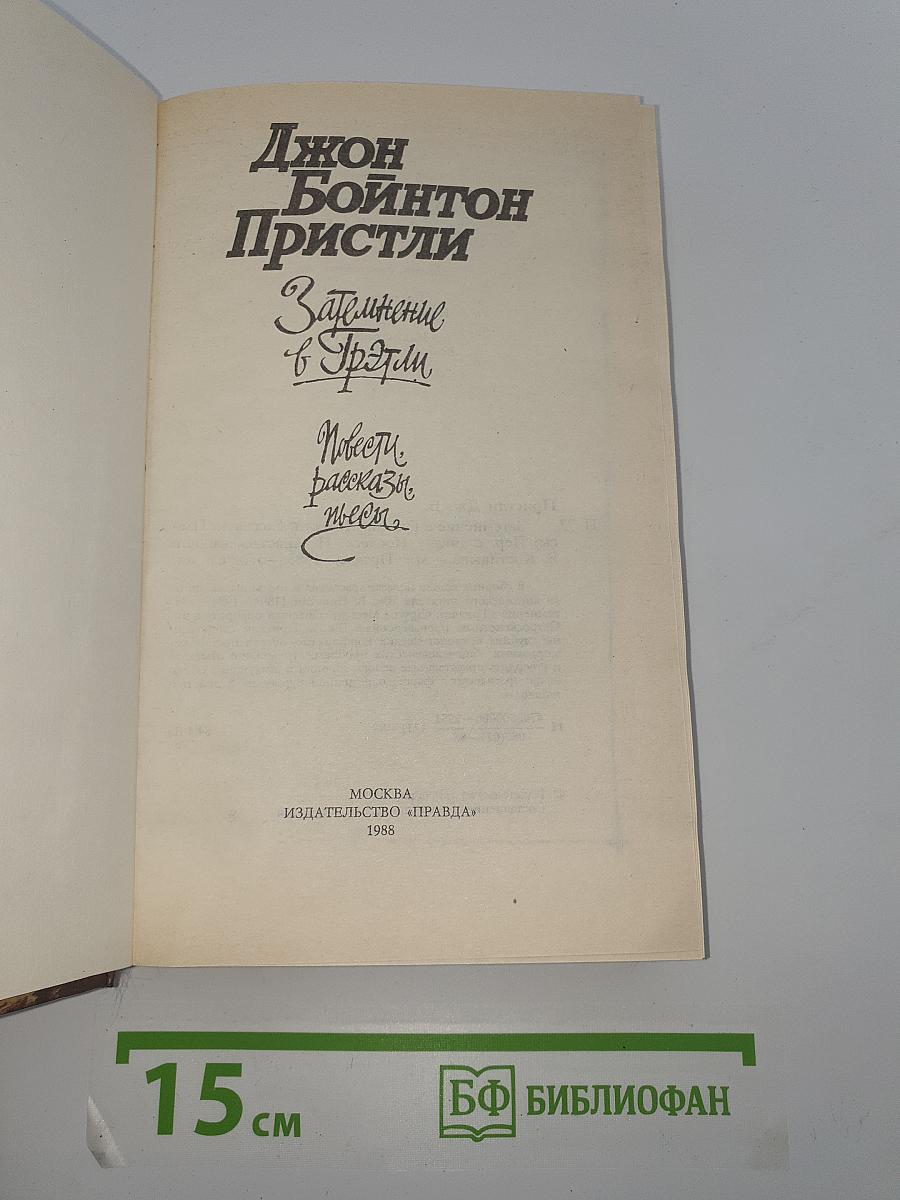 Джон
Бойнтон
Пристли
Затемнение
в Грэтли
Повести,
рассказы,
пьесы
МОСКВА
ИЗДАТЕЛЬСТВО «ПРАВДА»
1988
15 см
БФ БИБЛИОФАН